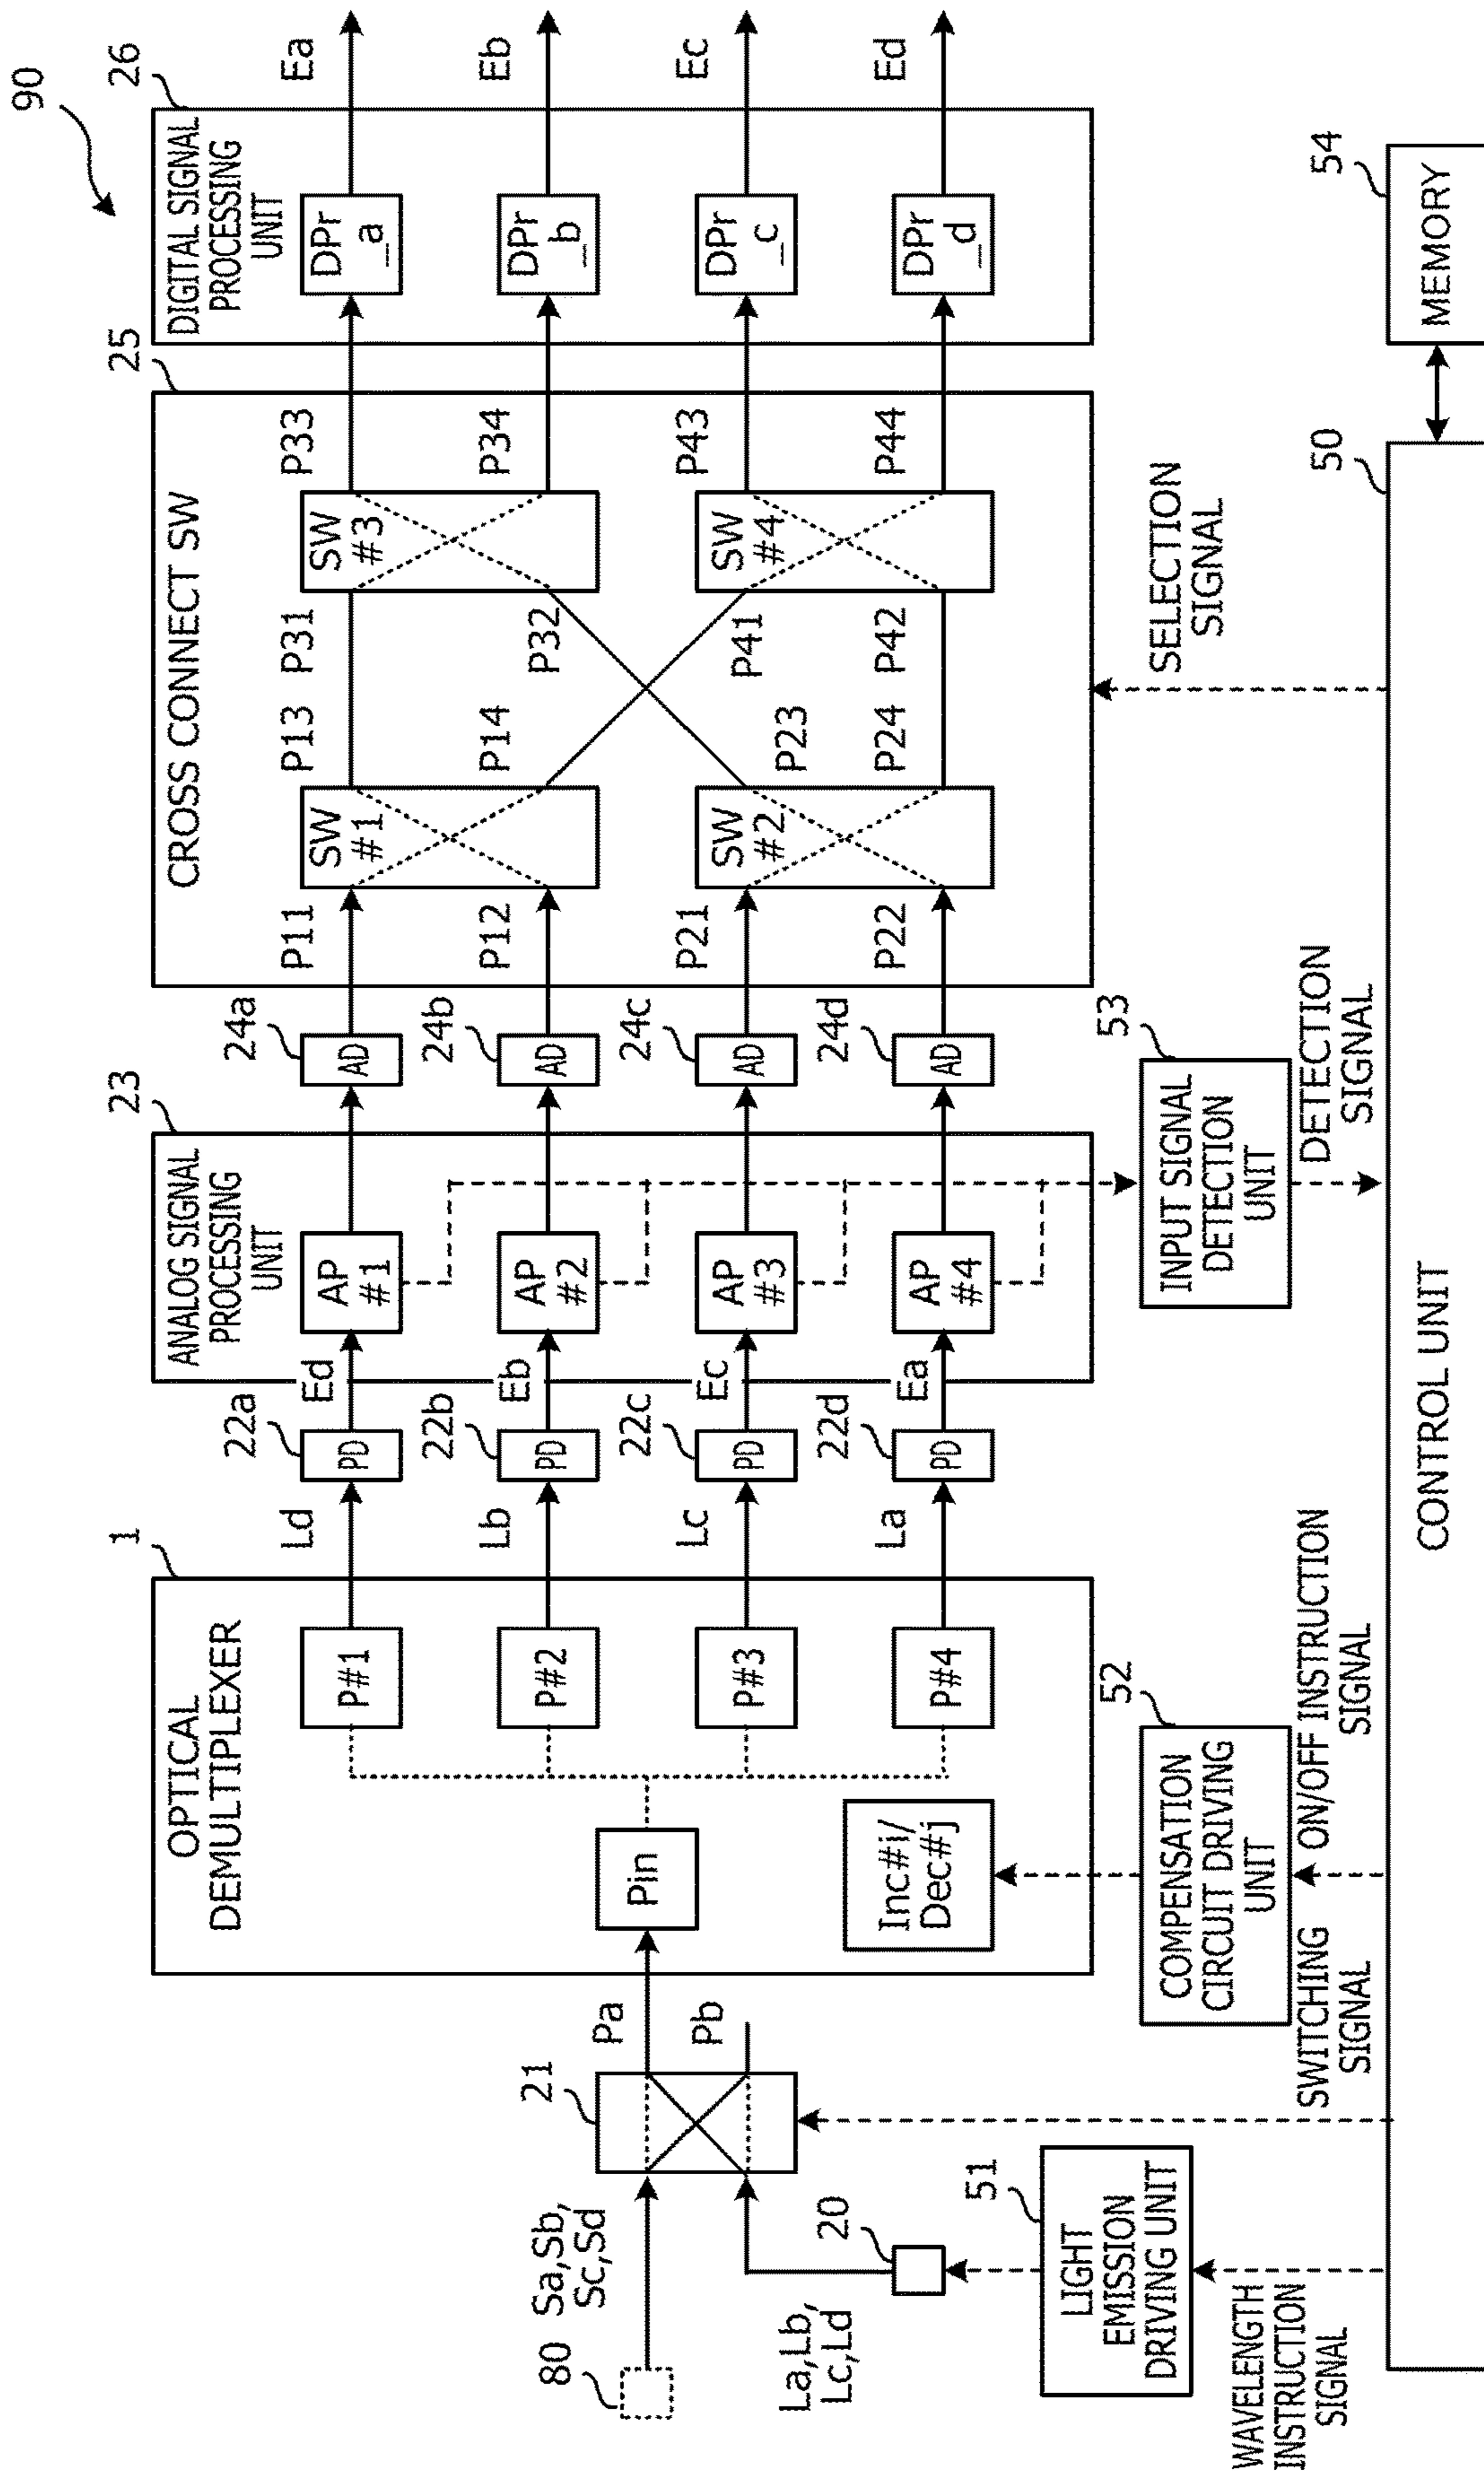 90
1
OPTICAL
DEMULTIPLEXER
P#1
P#2
P#3
P#4
Pin
Inc#i/
Dec#j
80
Sa,Sb,
Sc,Sd
21
Pa
Pb
La,Lb,
Lc,Ld
20
Ld
Lb
Lc
La
22a
PD
22b
PD
22c
PD
22d
PD
Ed
Eb
Ec
Ea
23
ANALOG SIGNAL
PROCESSING
UNIT
AP
#1
AP
#2
AP
#3
AP
#4
24a
AD
24b
AD
24c
AD
24d
AD
25
CROSS CONNECT SW
P11
P12
P21
P22
SW
#1
SW
#2
P13
P14
P23
P24
P31
P32
P41
P42
SW
#3
SW
#4
P33
P34
P43
P44
26
DIGITAL SIGNAL
PROCESSING
UNIT
DPr
_a
DPr
_b
DPr
_c
DPr
_d
Ea
Eb
Ec
Ed
51
LIGHT
EMISSION
DRIVING UNIT
WAVELENGTH
INSTRUCTION
SIGNAL
SWITCHING
SIGNAL
52
COMPENSATION
CIRCUIT DRIVING
UNIT
ON/OFF INSTRUCTION
SIGNAL
53
INPUT SIGNAL
DETECTION
UNIT
DETECTION
SIGNAL
SELECTION
SIGNAL
50
CONTROL UNIT
54
MEMORY